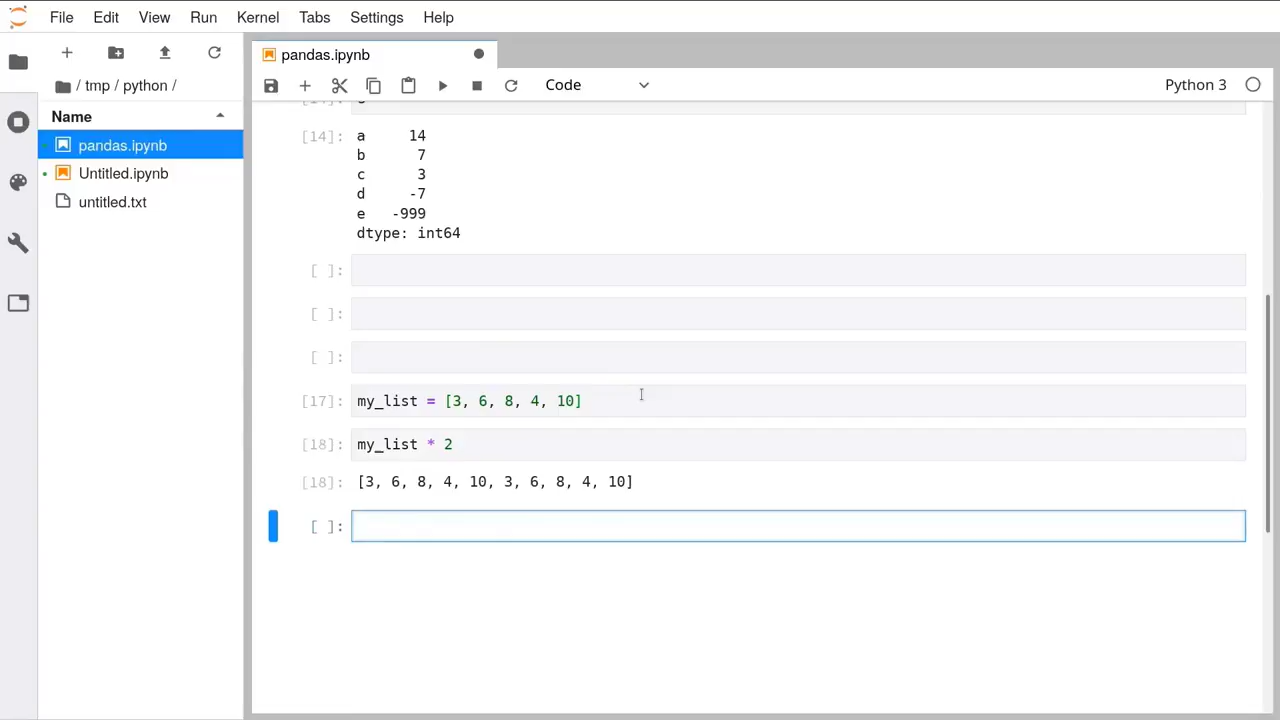 File Edit View Run Kernel Tabs Settings Help
pandas.ipynb
Code
Python 3
/ tmp / python /
Name
pandas.ipynb
Untitled.ipynb
untitled.txt
[14]:
a 14
b 7
c 3
d -7
e -999
dtype: int64
[ ]:
[ ]:
[ ]:
[17]: my_list = [3, 6, 8, 4, 10]
[18]: my_list * 2
[18]: [3, 6, 8, 4, 10, 3, 6, 8, 4, 10]
[ ]: